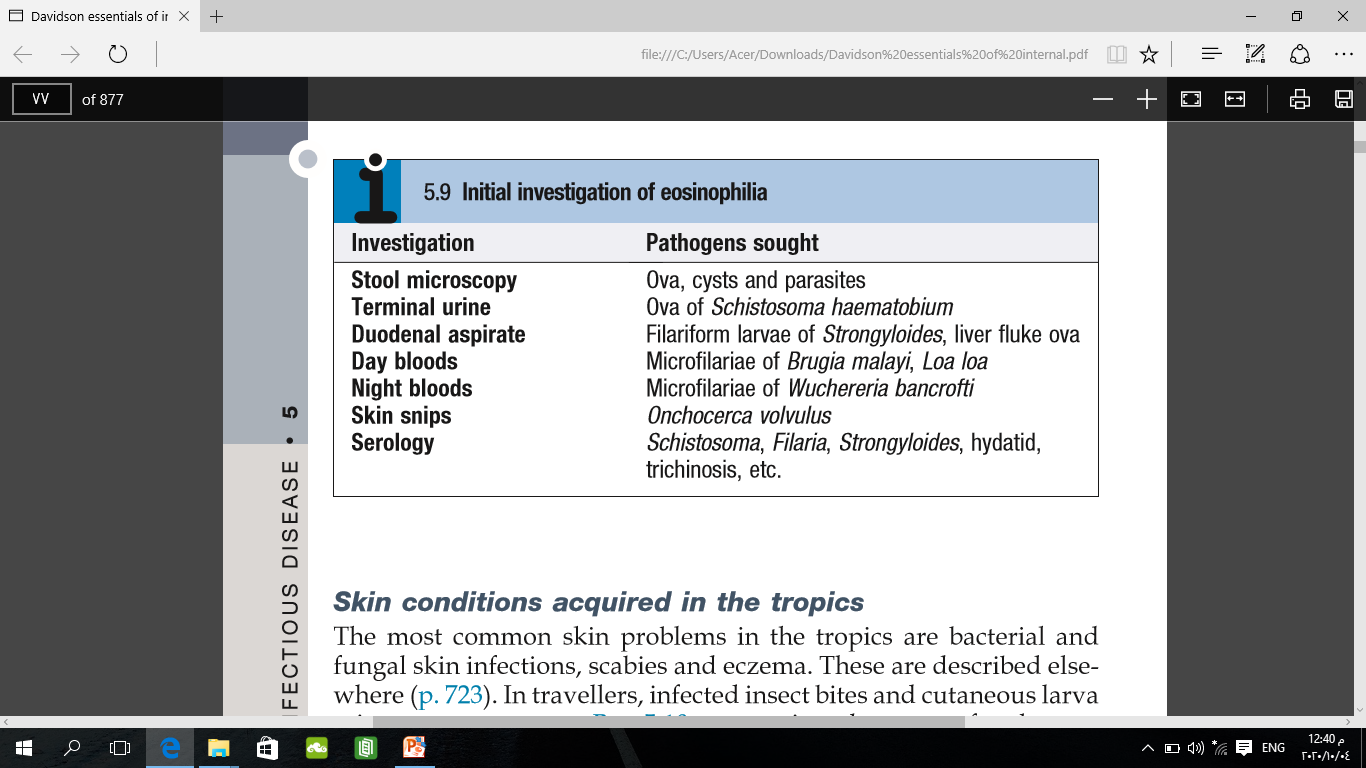 Davidson essentials of ir
file:///C:/Users/Acer/Downloads/Davidson%20essentials%20of%20internal.pdf
٧٧ of 877
5.9 Initial investigation of eosinophilia
Investigation Pathogens sought
Stool microscopy Ova, cysts and parasites
Terminal urine Ova of Schistosoma haematobium
Duodenal aspirate Filariform larvae of Strongyloides, liver fluke ova
Day bloods Microfilariae of Brugia malayi, Loa loa
Night bloods Microfilariae of Wuchereria bancrofti
Skin snips Onchocerca volvulus
Serology Schistosoma, Filaria, Strongyloides, hydatid,
trichinosis, etc.
NFECTIOUS DISEASE • 5
Skin conditions acquired in the tropics
The most common skin problems in the tropics are bacterial and
fungal skin infections, scabies and eczema. These are described else-
where (p. 723). In travellers, infected insect bites and cutaneous larva
ENG
12:40 م
٢٠٢٠/١٠/٠٤